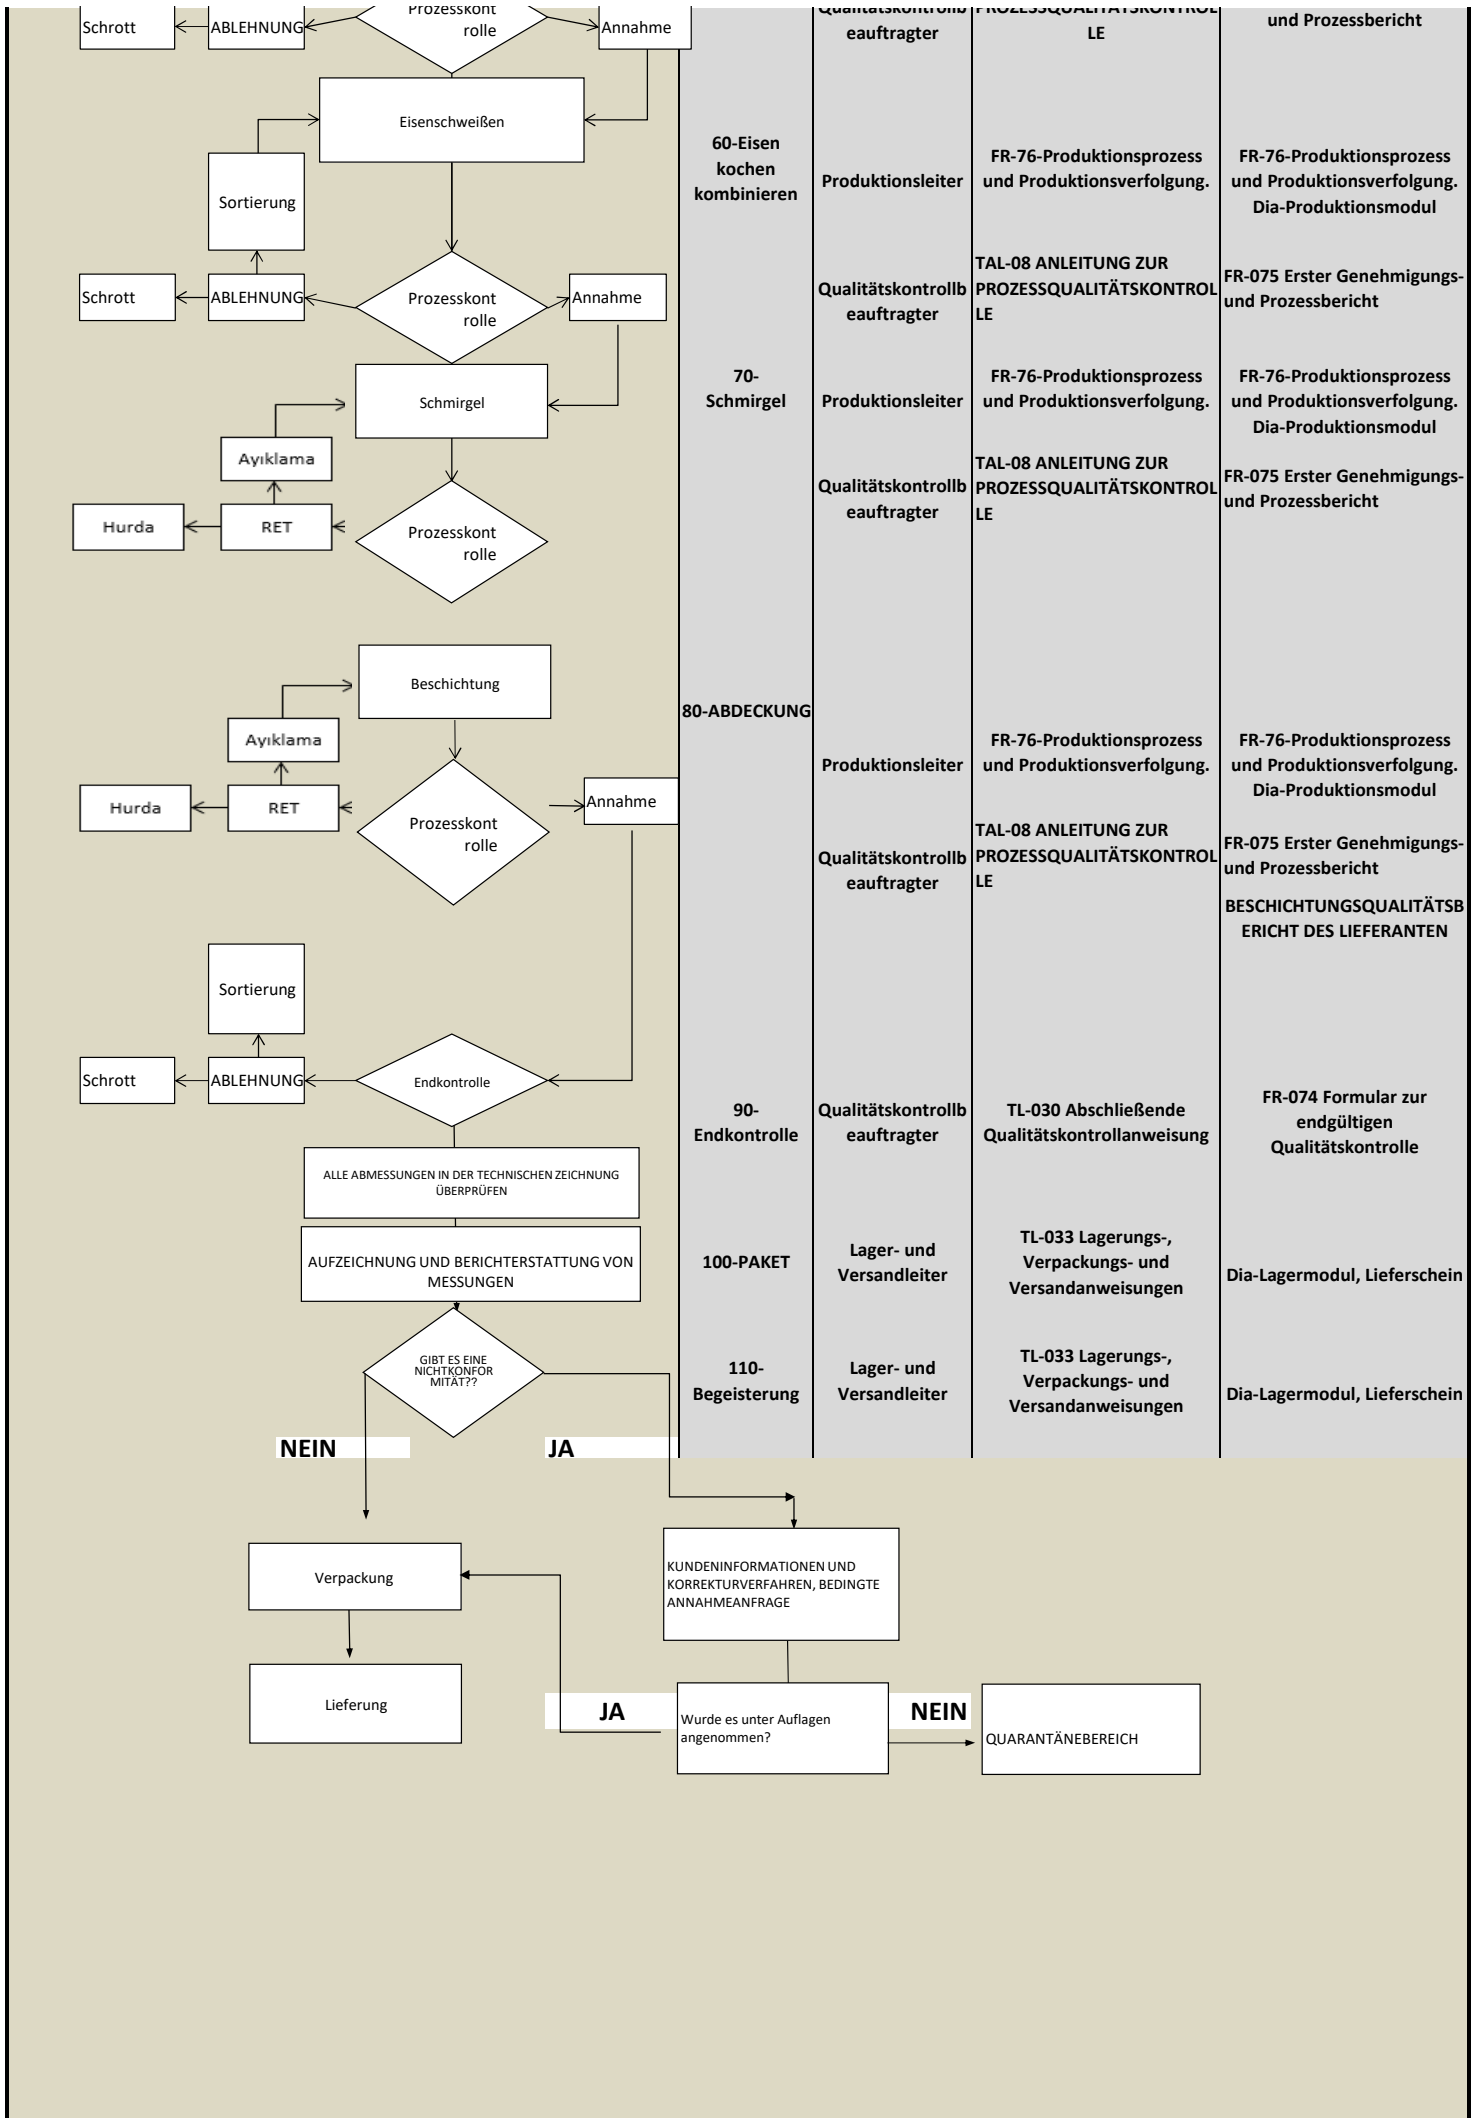 Schrott
ABLEHNUNG
Prozesskont
rolle
Annahme
Qualitätskontrollb
eauftragter
PROZESSQUALITÄTSKONTROL
LE
und Prozessbericht
Eisenschweißen
Sortierung
Schrott
ABLEHNUNG
Prozesskont
rolle
Annahme
60-Eisen
kochen
kombinieren
Produktionsleiter
FR-76-Produktionsprozess
und Produktionsverfolgung.
FR-76-Produktionsprozess
und Produktionsverfolgung.
Dia-Produktionsmodul
Qualitätskontrollb
eauftragter
TAL-08 ANLEITUNG ZUR
PROZESSQUALITÄTSKONTROL
LE
FR-075 Erster Genehmigungs-
und Prozessbericht
Schmirgel
Ayıklama
Hurda
RET
Prozesskont
rolle
70-
Schmirgel
Produktionsleiter
FR-76-Produktionsprozess
und Produktionsverfolgung.
FR-76-Produktionsprozess
und Produktionsverfolgung.
Dia-Produktionsmodul
Qualitätskontrollb
eauftragter
TAL-08 ANLEITUNG ZUR
PROZESSQUALITÄTSKONTROL
LE
FR-075 Erster Genehmigungs-
und Prozessbericht
Beschichtung
Ayıklama
Hurda
RET
Prozesskont
rolle
Annahme
80-ABDECKUNG
Produktionsleiter
FR-76-Produktionsprozess
und Produktionsverfolgung.
FR-76-Produktionsprozess
und Produktionsverfolgung.
Dia-Produktionsmodul
Qualitätskontrollb
eauftragter
TAL-08 ANLEITUNG ZUR
PROZESSQUALITÄTSKONTROL
LE
FR-075 Erster Genehmigungs-
und Prozessbericht
BESCHICHTUNGSQUALITÄTSB
ERICHT DES LIEFERANTEN
Sortierung
Schrott
ABLEHNUNG
Endkontrolle
90-
Endkontrolle
Qualitätskontrollb
eauftragter
TL-030 Abschließende
Qualitätskontrollanweisung
FR-074 Formular zur
endgültigen
Qualitätskontrolle
ALLE ABMESSUNGEN IN DER TECHNISCHEN ZEICHNUNG
ÜBERPRÜFEN
AUFZEICHNUNG UND BERICHTERSTATTUNG VON
MESSUNGEN
100-PAKET
Lager- und
Versandleiter
TL-033 Lagerungs-,
Verpackungs- und
Versandanweisungen
Dia-Lagermodul, Lieferschein
GIBT ES EINE
NICHTKONFOR
MITÄT??
110-
Begeisterung
Lager- und
Versandleiter
TL-033 Lagerungs-,
Verpackungs- und
Versandanweisungen
Dia-Lagermodul, Lieferschein
NEIN
JA
Verpackung
KUNDENINFORMATIONEN UND
KORREKTURVERFAHREN, BEDINGTE
ANNAHMEANFRAGE
Lieferung
JA
Wurde es unter Auflagen
angenommen?
NEIN
QUARANTÄNEBEREICH